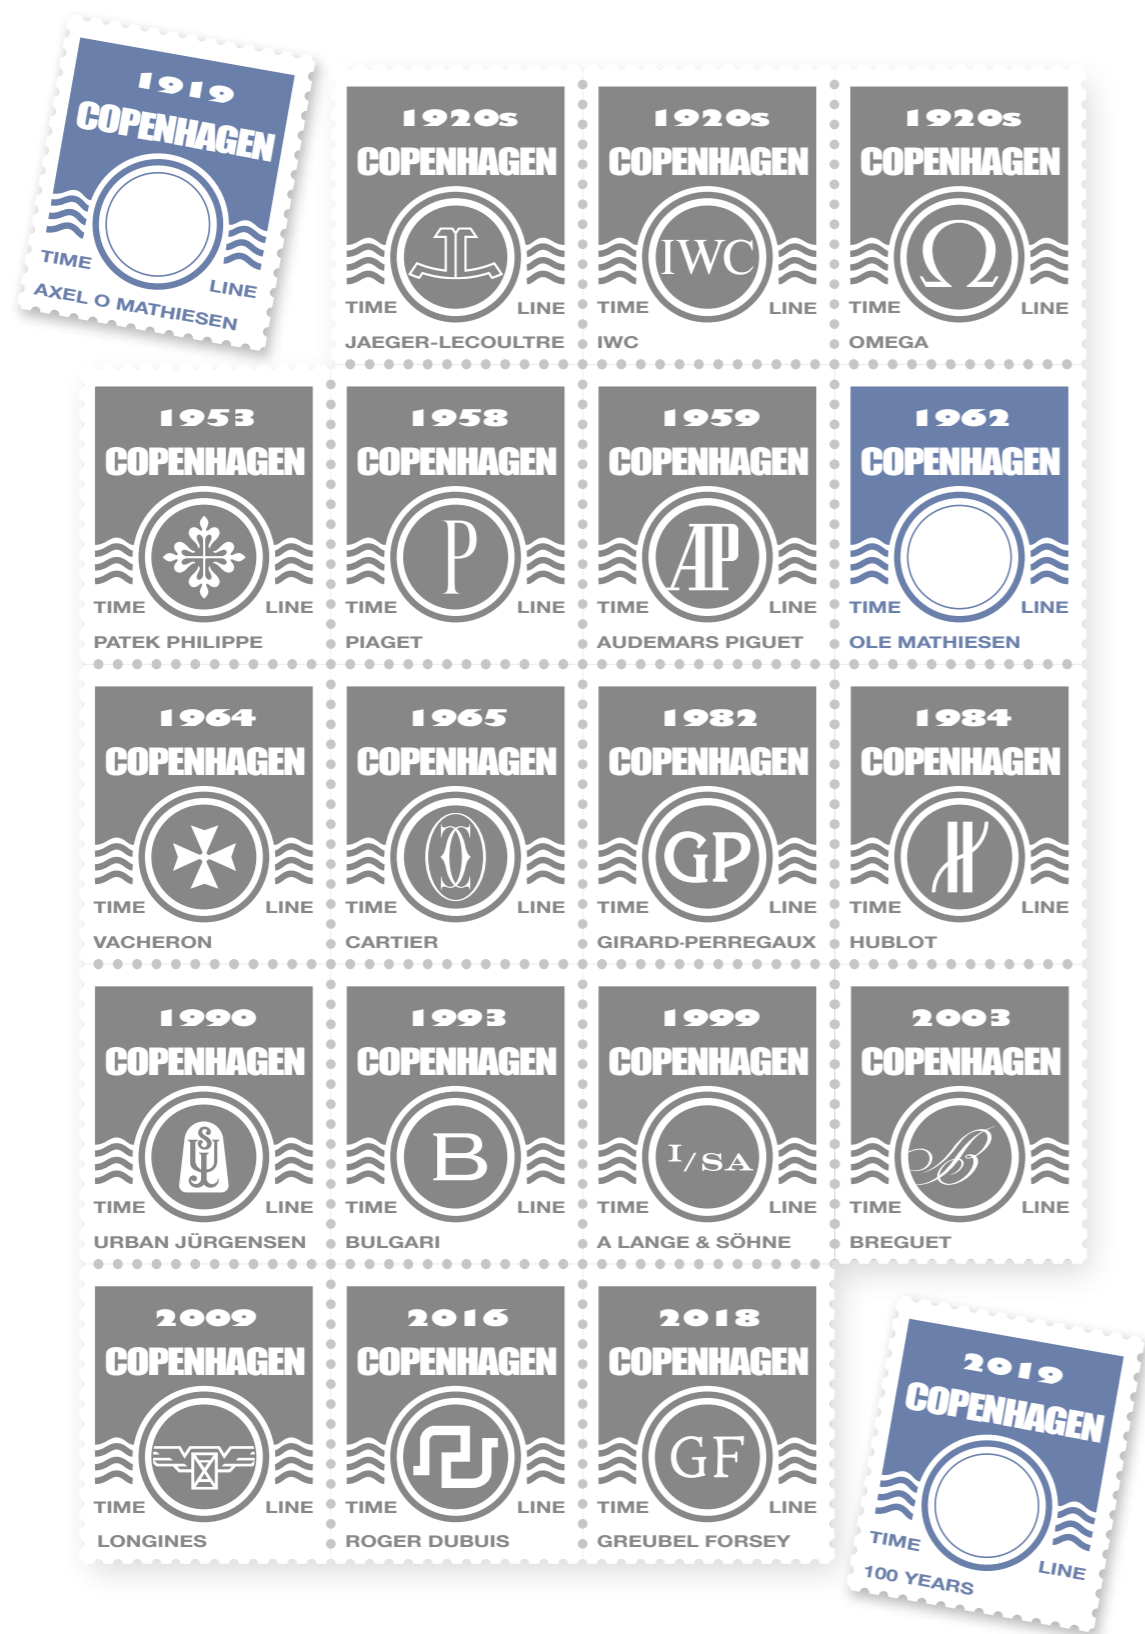 1919
COPENHAGEN
TIME LINE
AXEL O MATHIESEN
1920s
COPENHAGEN
TIME LINE
JAEGER-LECOULTRE
1920s
COPENHAGEN
IWC
TIME LINE
IWC
1920s
COPENHAGEN
Ω
TIME LINE
OMEGA
1953
COPENHAGEN
TIME LINE
PATEK PHILIPPE
1958
COPENHAGEN
P
TIME LINE
PIAGET
1959
COPENHAGEN
AP
TIME LINE
AUDEMARS PIGUET
1962
COPENHAGEN
TIME LINE
OLE MATHIESEN
1964
COPENHAGEN
TIME LINE
VACHERON
1965
COPENHAGEN
TIME LINE
CARTIER
1982
COPENHAGEN
GP
TIME LINE
GIRARD-PERREGAUX
1984
COPENHAGEN
H
TIME LINE
HUBLOT
1990
COPENHAGEN
TIME LINE
URBAN JÜRGENSEN
1993
COPENHAGEN
B
TIME LINE
BULGARI
1999
COPENHAGEN
I/SA
TIME LINE
A LANGE & SÖHNE
2003
COPENHAGEN
B
TIME LINE
BREGUET
2009
COPENHAGEN
TIME LINE
LONGINES
2016
COPENHAGEN
TIME LINE
ROGER DUBUIS
2018
COPENHAGEN
GF
TIME LINE
GREUBEL FORSEY
2019
COPENHAGEN
TIME LINE
100 YEARS